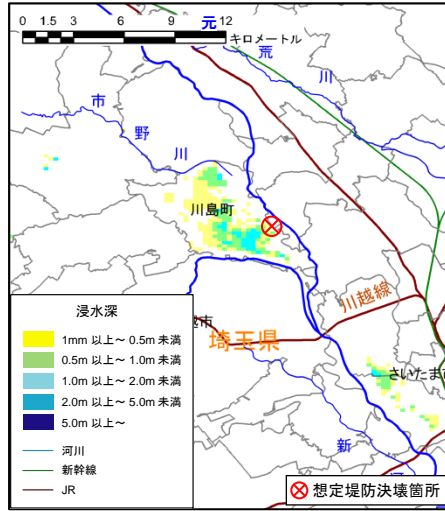 0 1.5 3 6 9 12
キロメートル
元
荒
川
市
野
川
川島町
川越線
越市
埼玉県
さいたま市
新
浸水深
1mm 以上～ 0.5m 未満
0.5m 以上～ 1.0m 未満
1.0m 以上～ 2.0m 未満
2.0m 以上～ 5.0m 未満
5.0m 以上～
河川
新幹線
JR
想定堤防決壊箇所